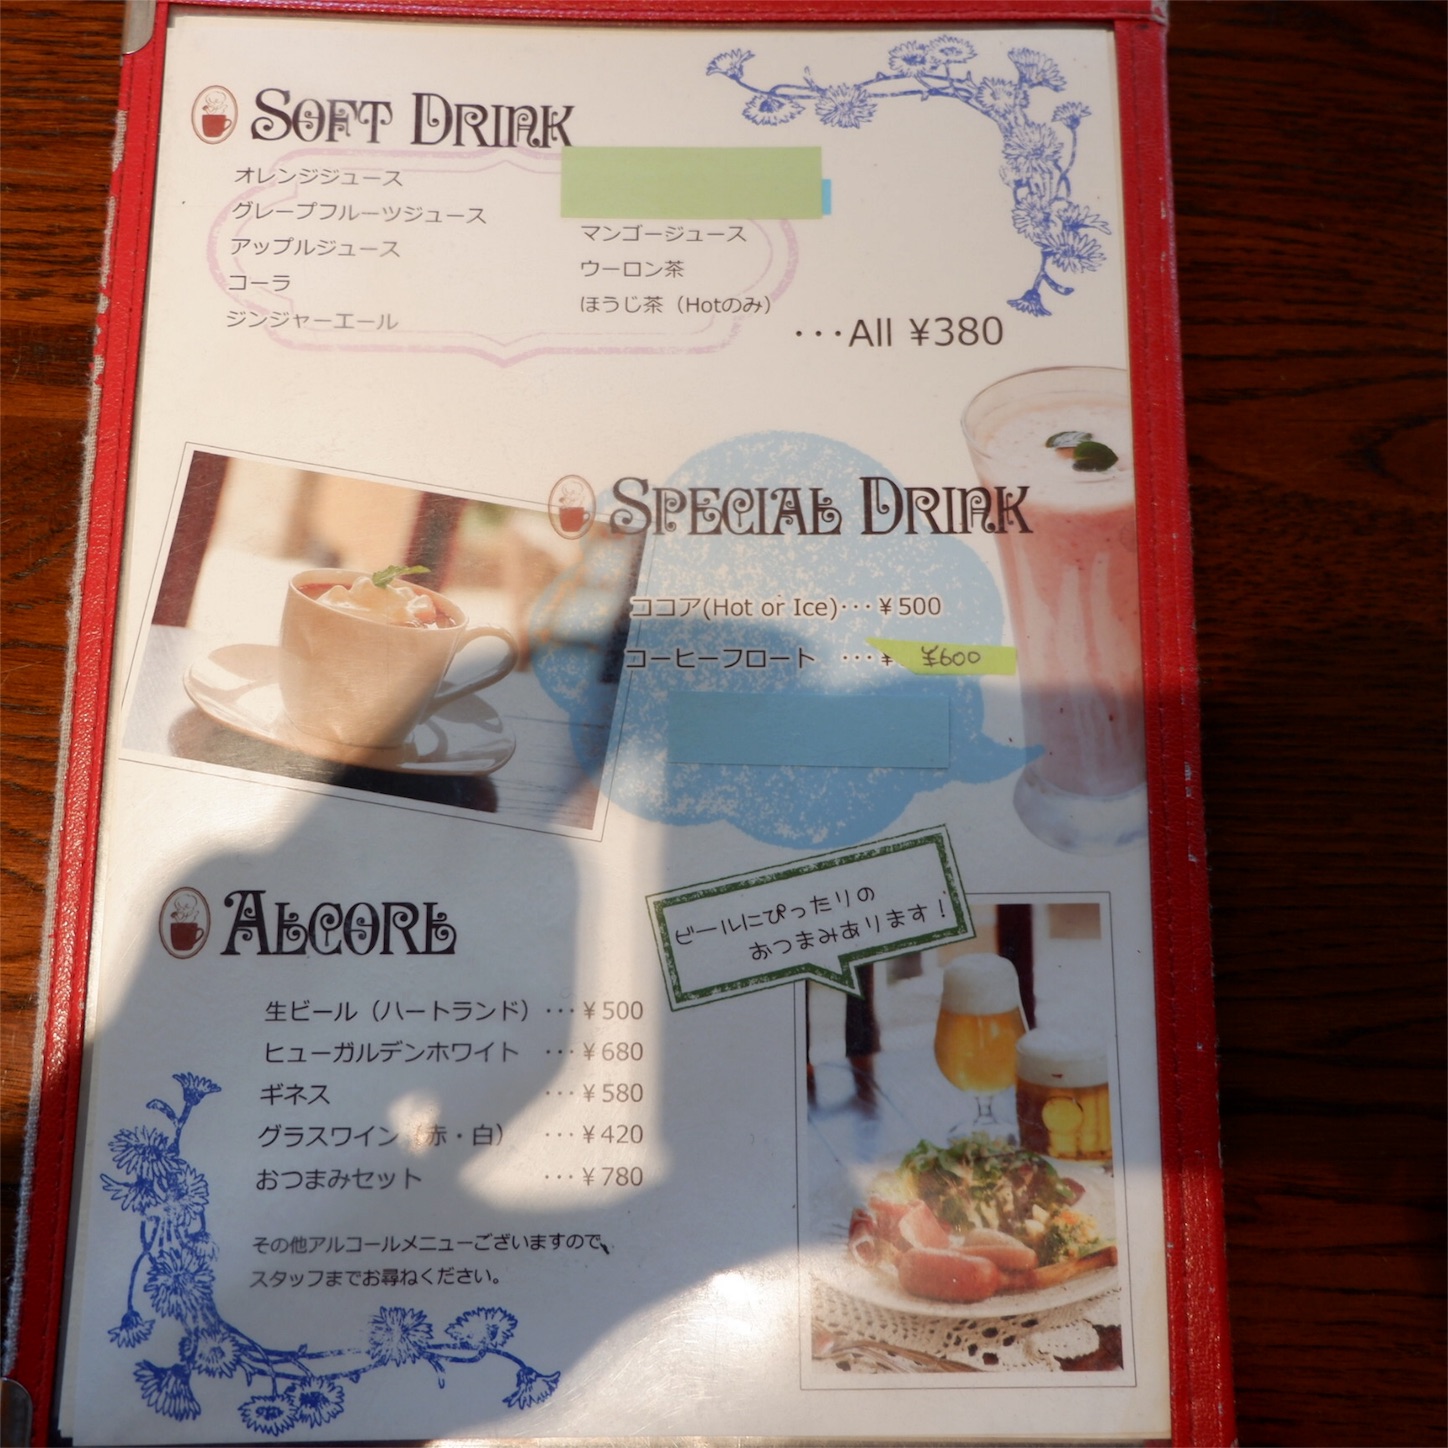 SOFT DRINK
オレンジジュース
グレープフルーツジュース
アップルジュース
コーラ
ジンジャーエール
マンゴージュース
ウーロン茶
ほうじ茶（Hotのみ）
･･･All ¥380
SPECIAL DRINK
ココア(Hot or Ice)･･･¥500
コーヒーフロート ･･･¥ ¥600
ALCORL
ビールにぴったりの
おつまみあります！
生ビール（ハートランド）･･･¥500
ヒューガルデンホワイト ･･･¥680
ギネス ･･･¥580
グラスワイン（赤・白） ･･･¥420
おつまみセット ･･･¥780
その他アルコールメニューございますので、
スタッフまでお尋ねください。